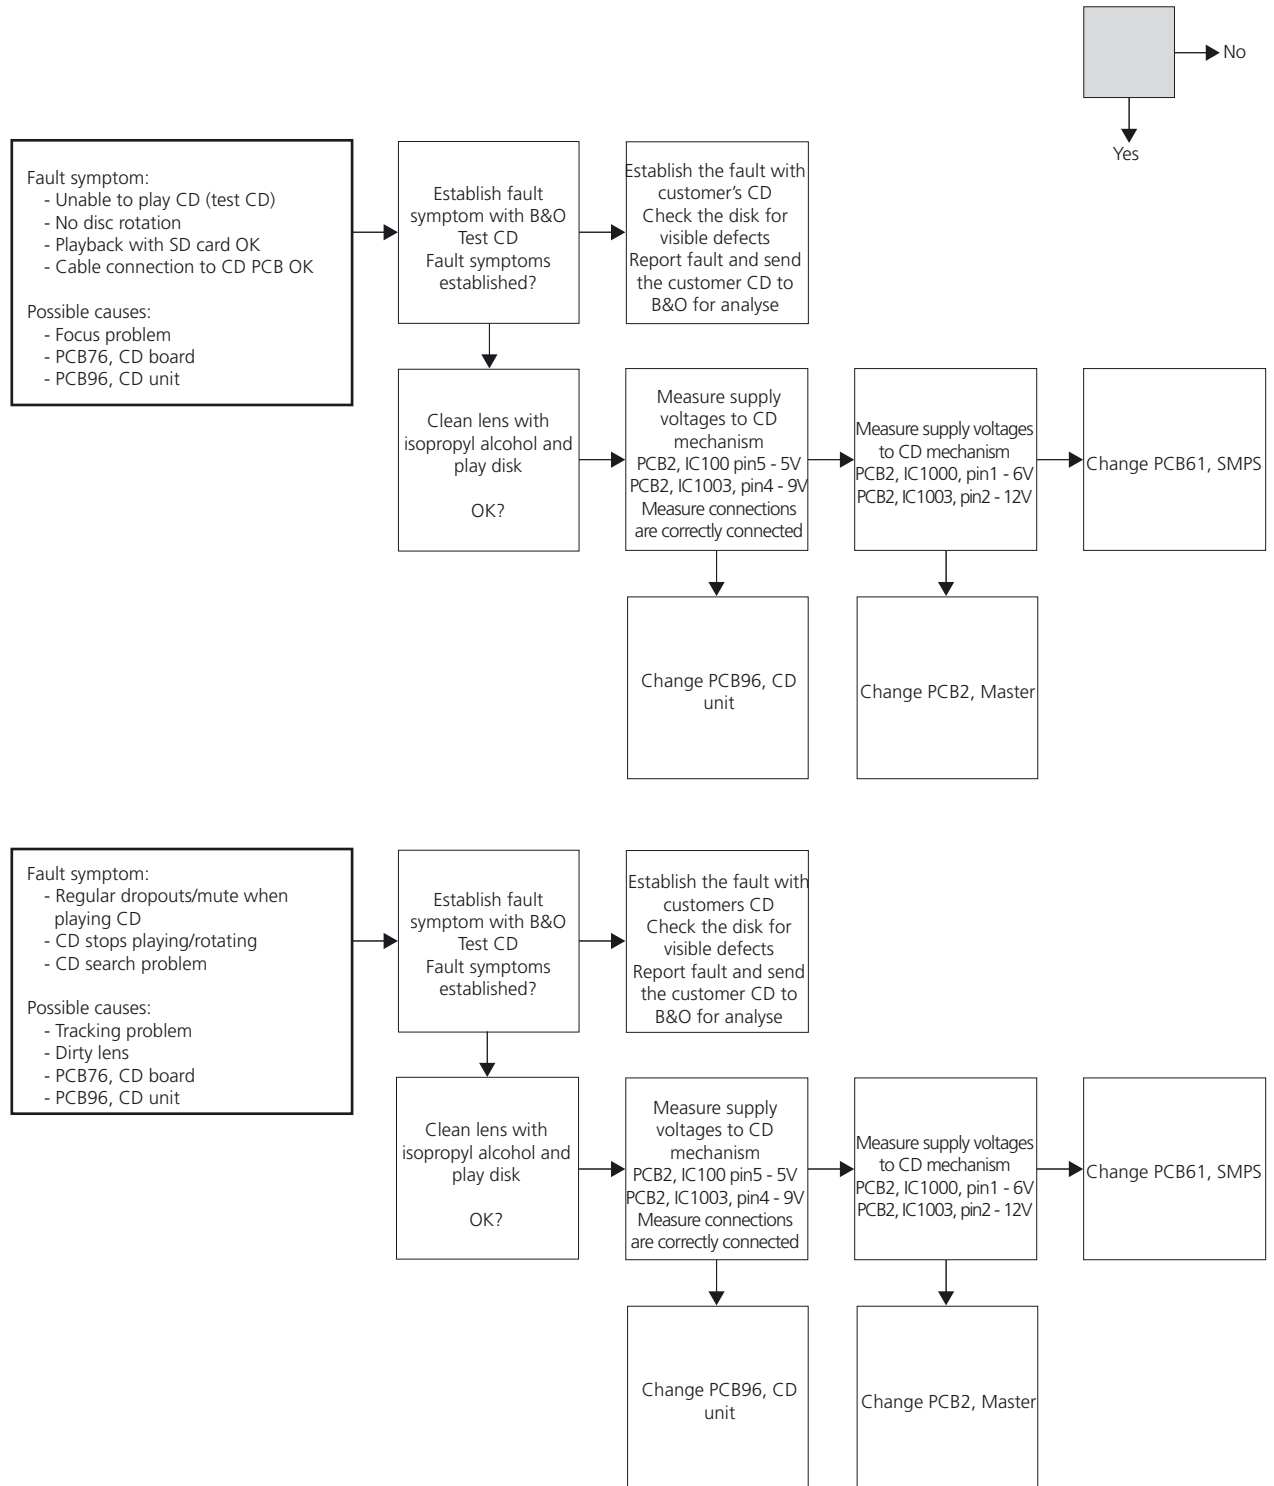 No
Yes
Fault symptom:
- Unable to play CD (test CD)
- No disc rotation
- Playback with SD card OK
- Cable connection to CD PCB OK
Possible causes:
- Focus problem
- PCB76, CD board
- PCB96, CD unit
Establish fault
symptom with B&O
Test CD
Fault symptoms
established?
Establish the fault with
customer's CD
Check the disk for
visible defects
Report fault and send
the customer CD to
B&O for analyse
Clean lens with
isopropyl alcohol and
play disk
OK?
Measure supply
voltages to CD
mechanism
PCB2, IC100 pin5 - 5V
PCB2, IC1003, pin4 - 9V
Measure connections
are correctly connected
Measure supply voltages
to CD mechanism
PCB2, IC1000, pin1 - 6V
PCB2, IC1003, pin2 - 12V
Change PCB61, SMPS
Change PCB96, CD
unit
Change PCB2, Master
Fault symptom:
- Regular dropouts/mute when
playing CD
- CD stops playing/rotating
- CD search problem
Possible causes:
- Tracking problem
- Dirty lens
- PCB76, CD board
- PCB96, CD unit
Establish fault
symptom with B&O
Test CD
Fault symptoms
established?
Establish the fault with
customers CD
Check the disk for
visible defects
Report fault and send
the customer CD to
B&O for analyse
Clean lens with
isopropyl alcohol and
play disk
OK?
Measure supply
voltages to CD
mechanism
PCB2, IC100 pin5 - 5V
PCB2, IC1003, pin4 - 9V
Measure connections
are correctly connected
Measure supply voltages
to CD mechanism
PCB2, IC1000, pin1 - 6V
PCB2, IC1003, pin2 - 12V
Change PCB61, SMPS
Change PCB96, CD
unit
Change PCB2, Master